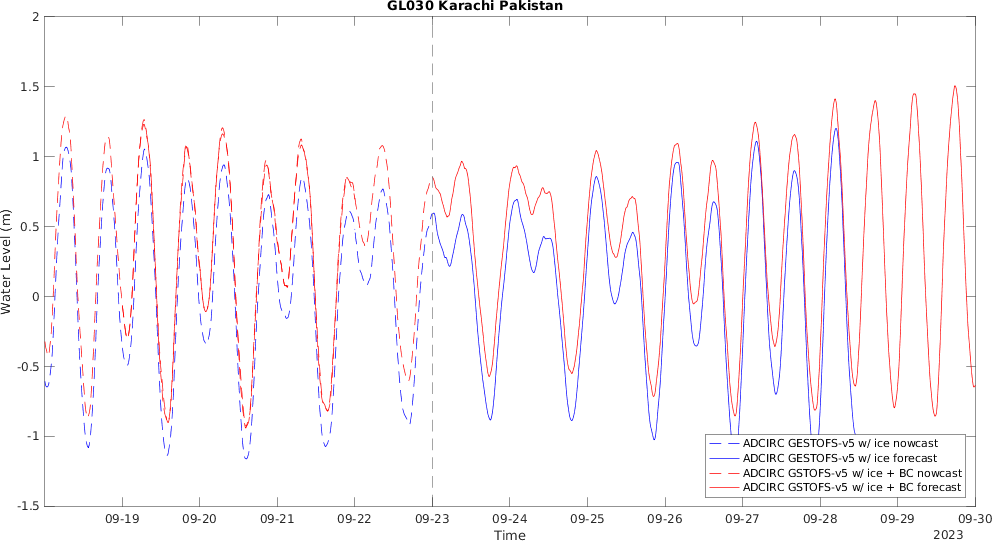 GL030 Karachi Pakistan
2
1.5
1
0.5
0
-0.5
-1
-1.5
Water Level (m)
ADCIRC GESTOFS-v5 w/ ice nowcast
ADCIRC GESTOFS-v5 w/ ice forecast
ADCIRC GSTOFS-v5 w/ ice + BC nowcast
ADCIRC GSTOFS-v5 w/ ice + BC forecast
09-19 09-20 09-21 09-22 09-23 09-24 09-25 09-26 09-27 09-28 09-29 09-30
Time
2023